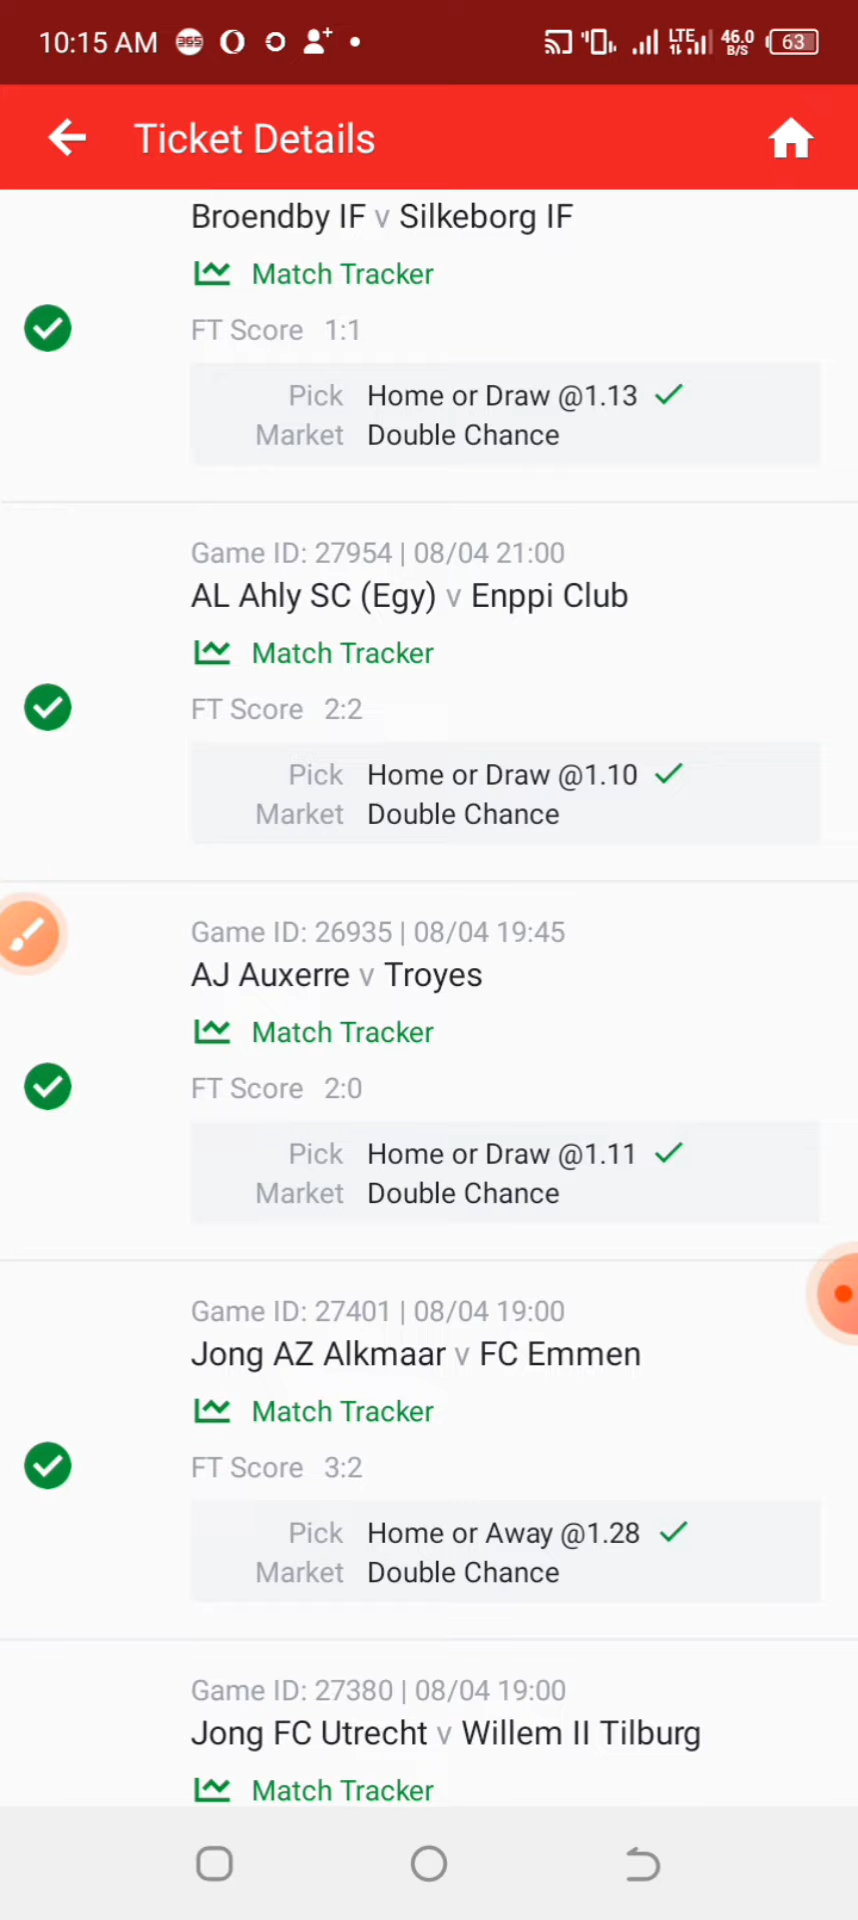 10:15 AM 365 LTE 46.0 B/S 63
Ticket Details
Broendby IF v Silkeborg IF
Match Tracker
FT Score 1:1
Pick Home or Draw @1.13
Market Double Chance
Game ID: 27954 | 08/04 21:00
AL Ahly SC (Egy) v Enppi Club
Match Tracker
FT Score 2:2
Pick Home or Draw @1.10
Market Double Chance
Game ID: 26935 | 08/04 19:45
AJ Auxerre v Troyes
Match Tracker
FT Score 2:0
Pick Home or Draw @1.11
Market Double Chance
Game ID: 27401 | 08/04 19:00
Jong AZ Alkmaar v FC Emmen
Match Tracker
FT Score 3:2
Pick Home or Away @1.28
Market Double Chance
Game ID: 27380 | 08/04 19:00
Jong FC Utrecht v Willem II Tilburg
Match Tracker